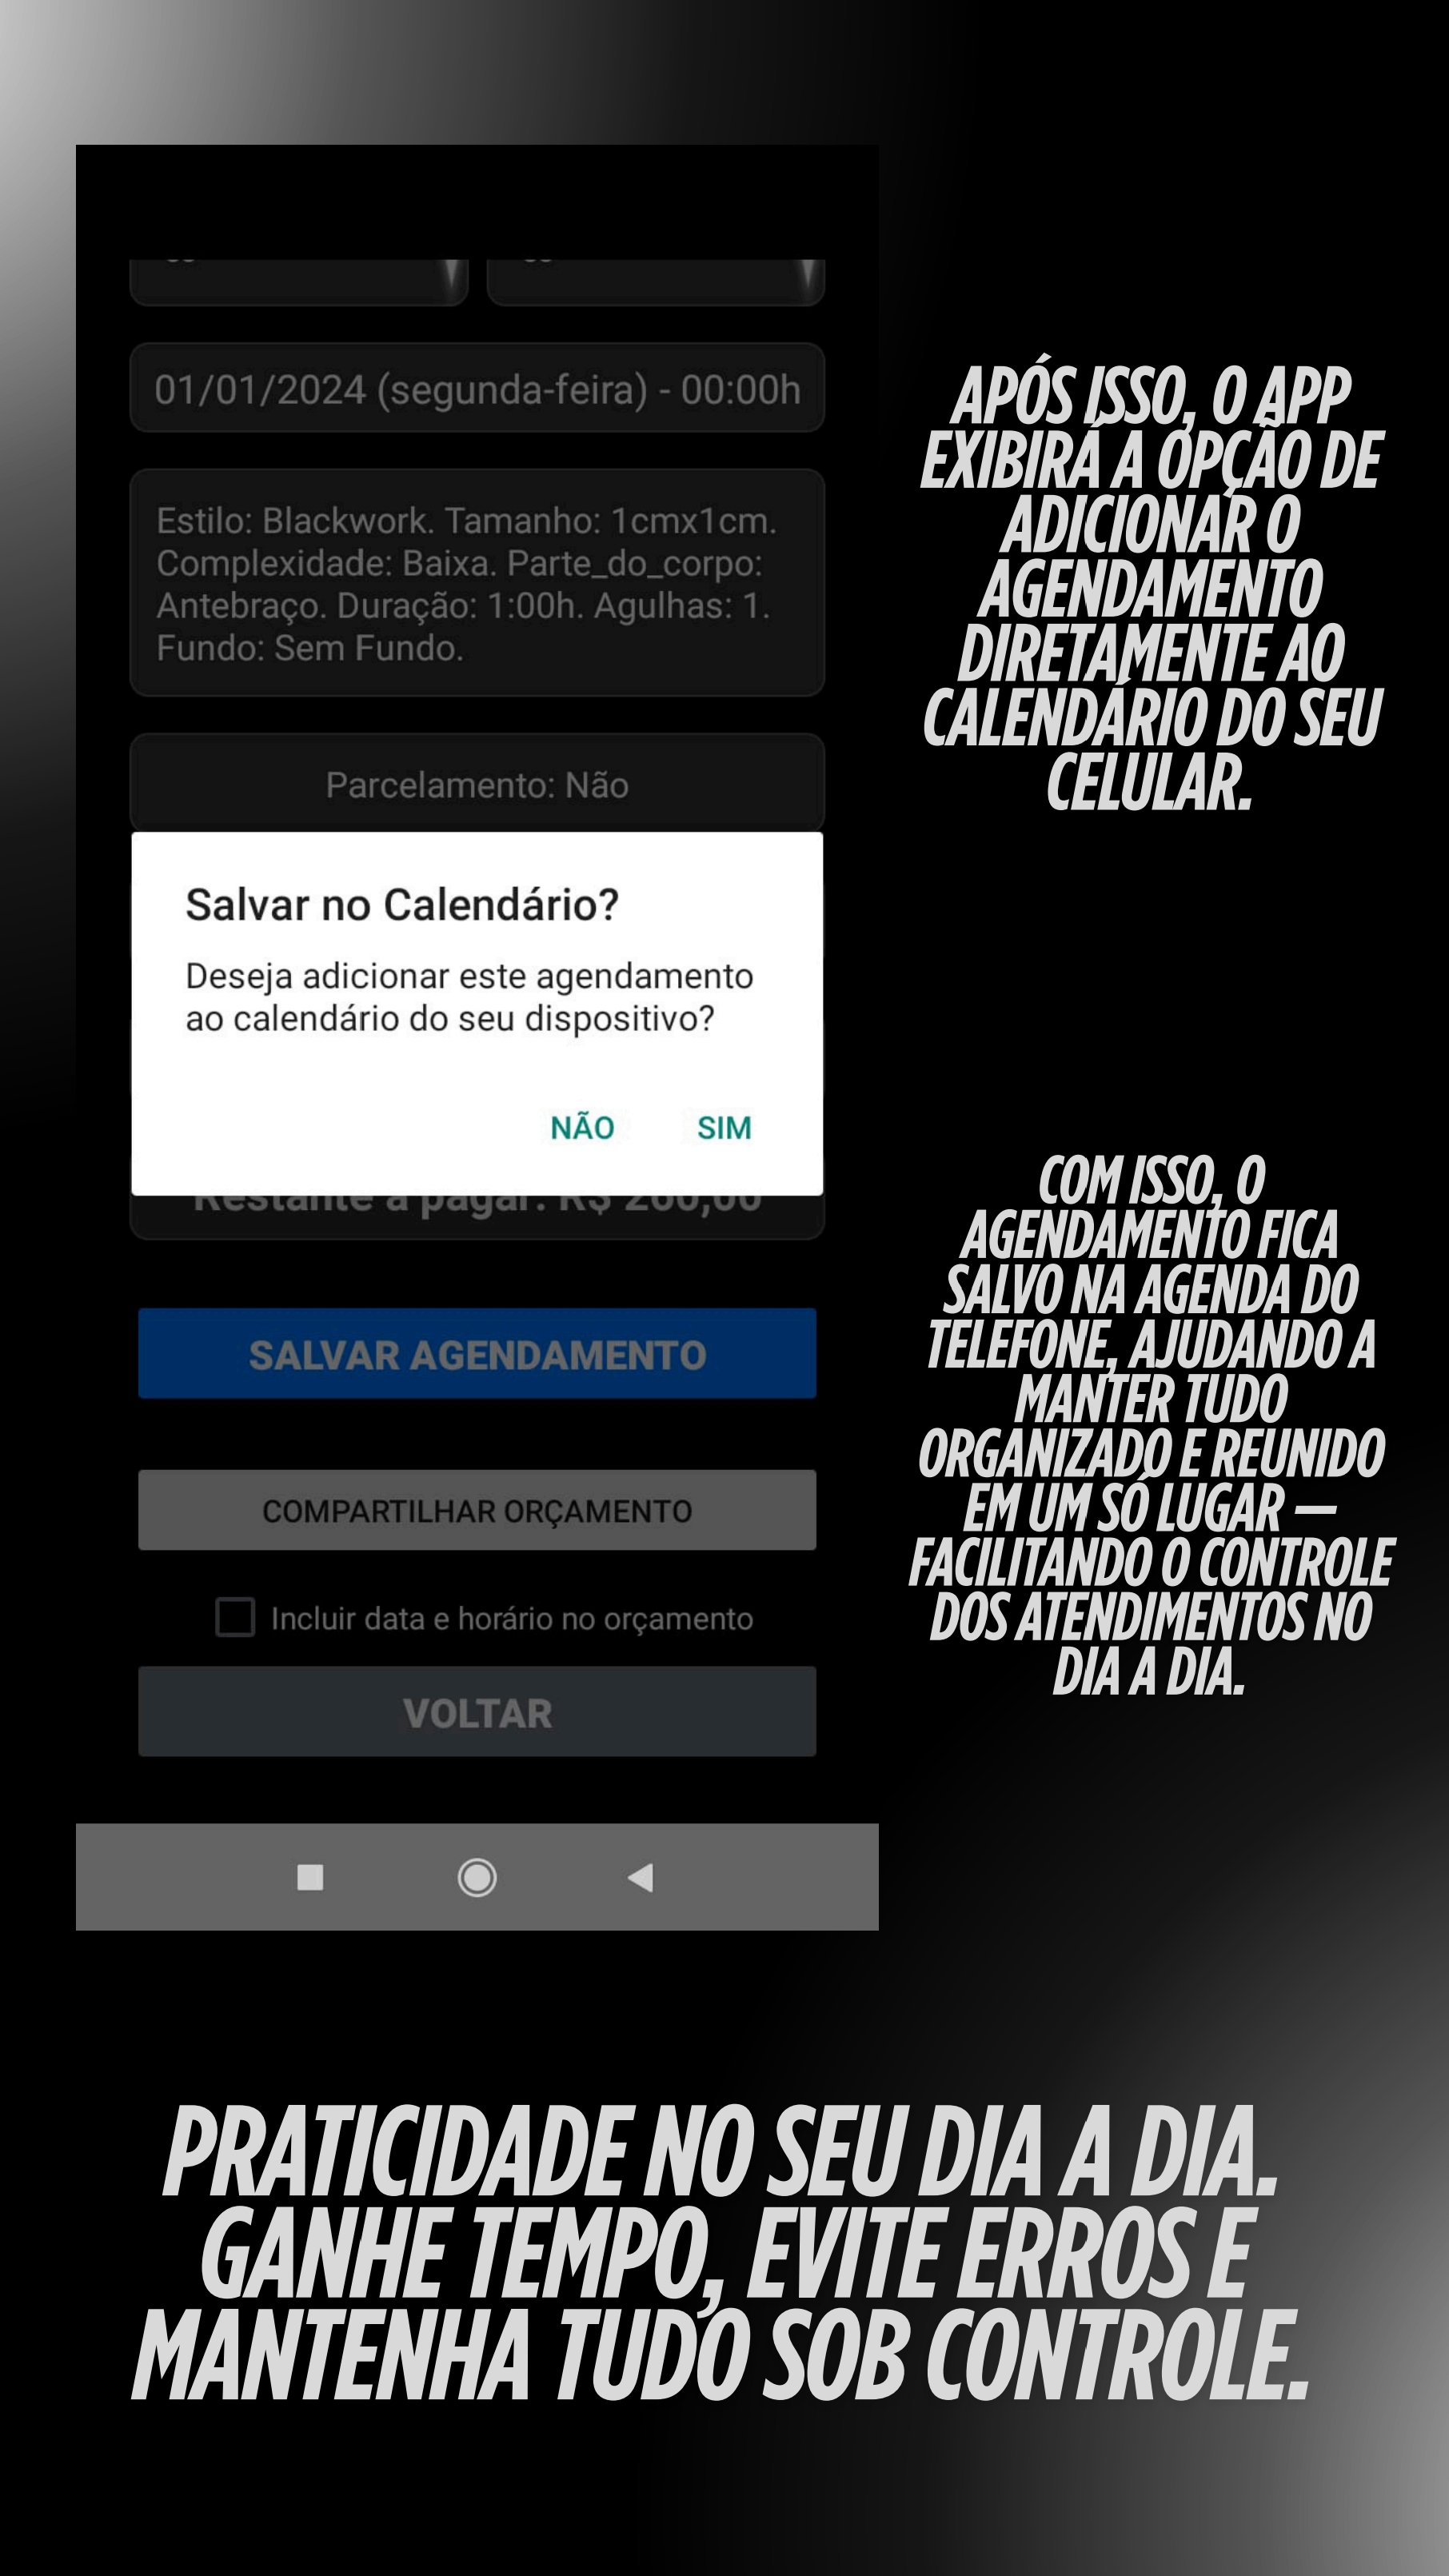 01/01/2024 (segunda-feira) - 00:00h
Estilo: Blackwork. Tamanho: 1cmx1cm.
Complexidade: Baixa. Parte_do_corpo:
Antebraço. Duração: 1:00h. Agulhas: 1.
Fundo: Sem Fundo.
Parcelamento: Não
Salvar no Calendário?
Deseja adicionar este agendamento
ao calendário do seu dispositivo?
NÃO SIM
Restante a pagar: R$ 260,00
SALVAR AGENDAMENTO
COMPARTILHAR ORÇAMENTO
Incluir data e horário no orçamento
VOLTAR
APÓS ISSO, O APP
EXIBIRÁ A OPÇÃO DE
ADICIONAR O
AGENDAMENTO
DIRETAMENTE AO
CALENDÁRIO DO SEU
CELULAR.
COM ISSO, O
AGENDAMENTO FICA
SALVO NA AGENDA DO
TELEFONE, AJUDANDO A
MANTER TUDO
ORGANIZADO E REUNIDO
EM UM SÓ LUGAR —
FACILITANDO O CONTROLE
DOS ATENDIMENTOS NO
DIA A DIA.
PRATICIDADE NO SEU DIA A DIA.
GANHE TEMPO, EVITE ERROS E
MANTENHA TUDO SOB CONTROLE.